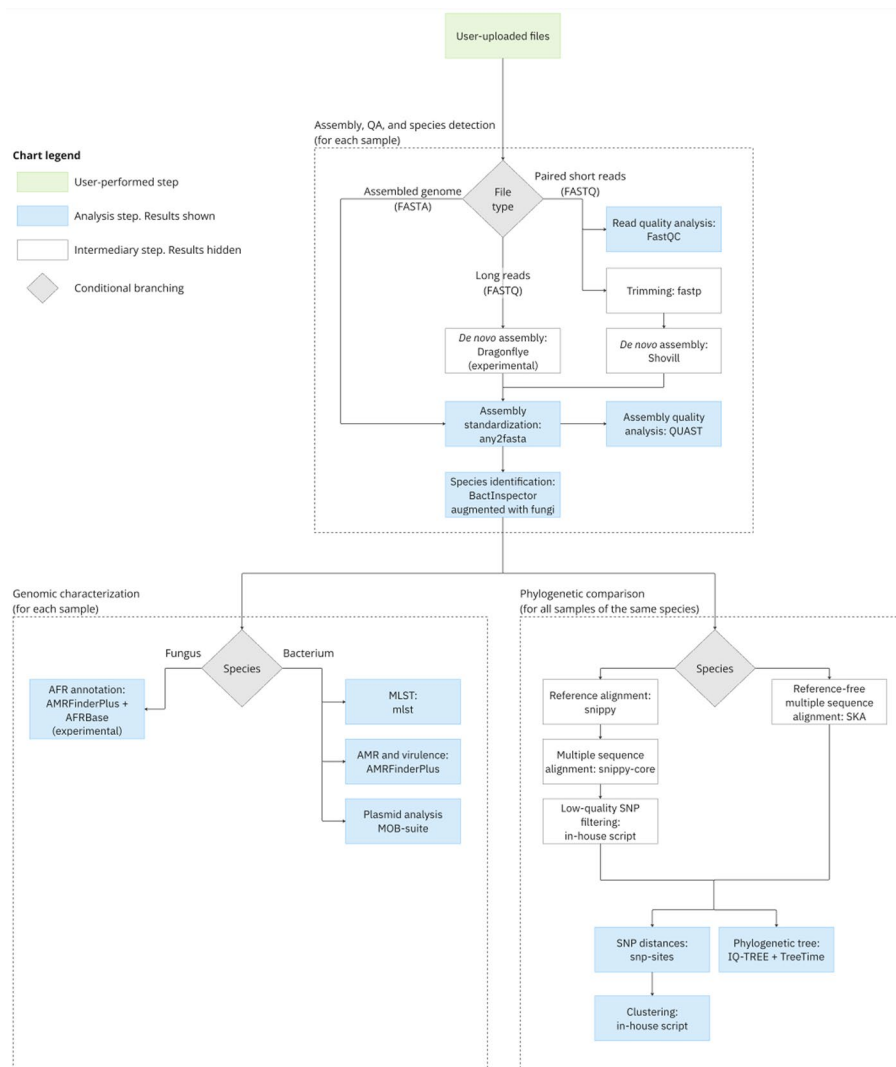 User-uploaded files
Assembly, QA, and species detection
(for each sample)
Chart legend
User-performed step
Analysis step. Results shown
Intermediary step. Results hidden
Conditional branching
Assembled genome
(FASTA)
File
type
Paired short reads
(FASTQ)
Read quality analysis:
FastQC
Long reads
(FASTQ)
Trimming: fastp
De novo assembly:
Dragonflye
(experimental)
De novo assembly:
Shovill
Assembly
standardization:
any2fasta
Assembly quality
analysis: QUAST
Species identification:
BactInspector
augmented with fungi
Genomic characterization
(for each sample)
Fungus
Species
Bacterium
AFR annotation:
AMRFinderPlus +
AFRBase
(experimental)
MLST:
mlst
AMR and virulence:
AMRFinderPlus
Plasmid analysis
MOB-suite
Phylogenetic comparison
(for all samples of the same species)
Species
Reference alignment:
snippy
Reference-free
multiple sequence
alignment: SKA
Multiple sequence
alignment: snippy-core
Low-quality SNP
filtering:
in-house script
SNP distances:
snp-sites
Phylogenetic tree:
IQ-TREE + TreeTime
Clustering:
in-house script